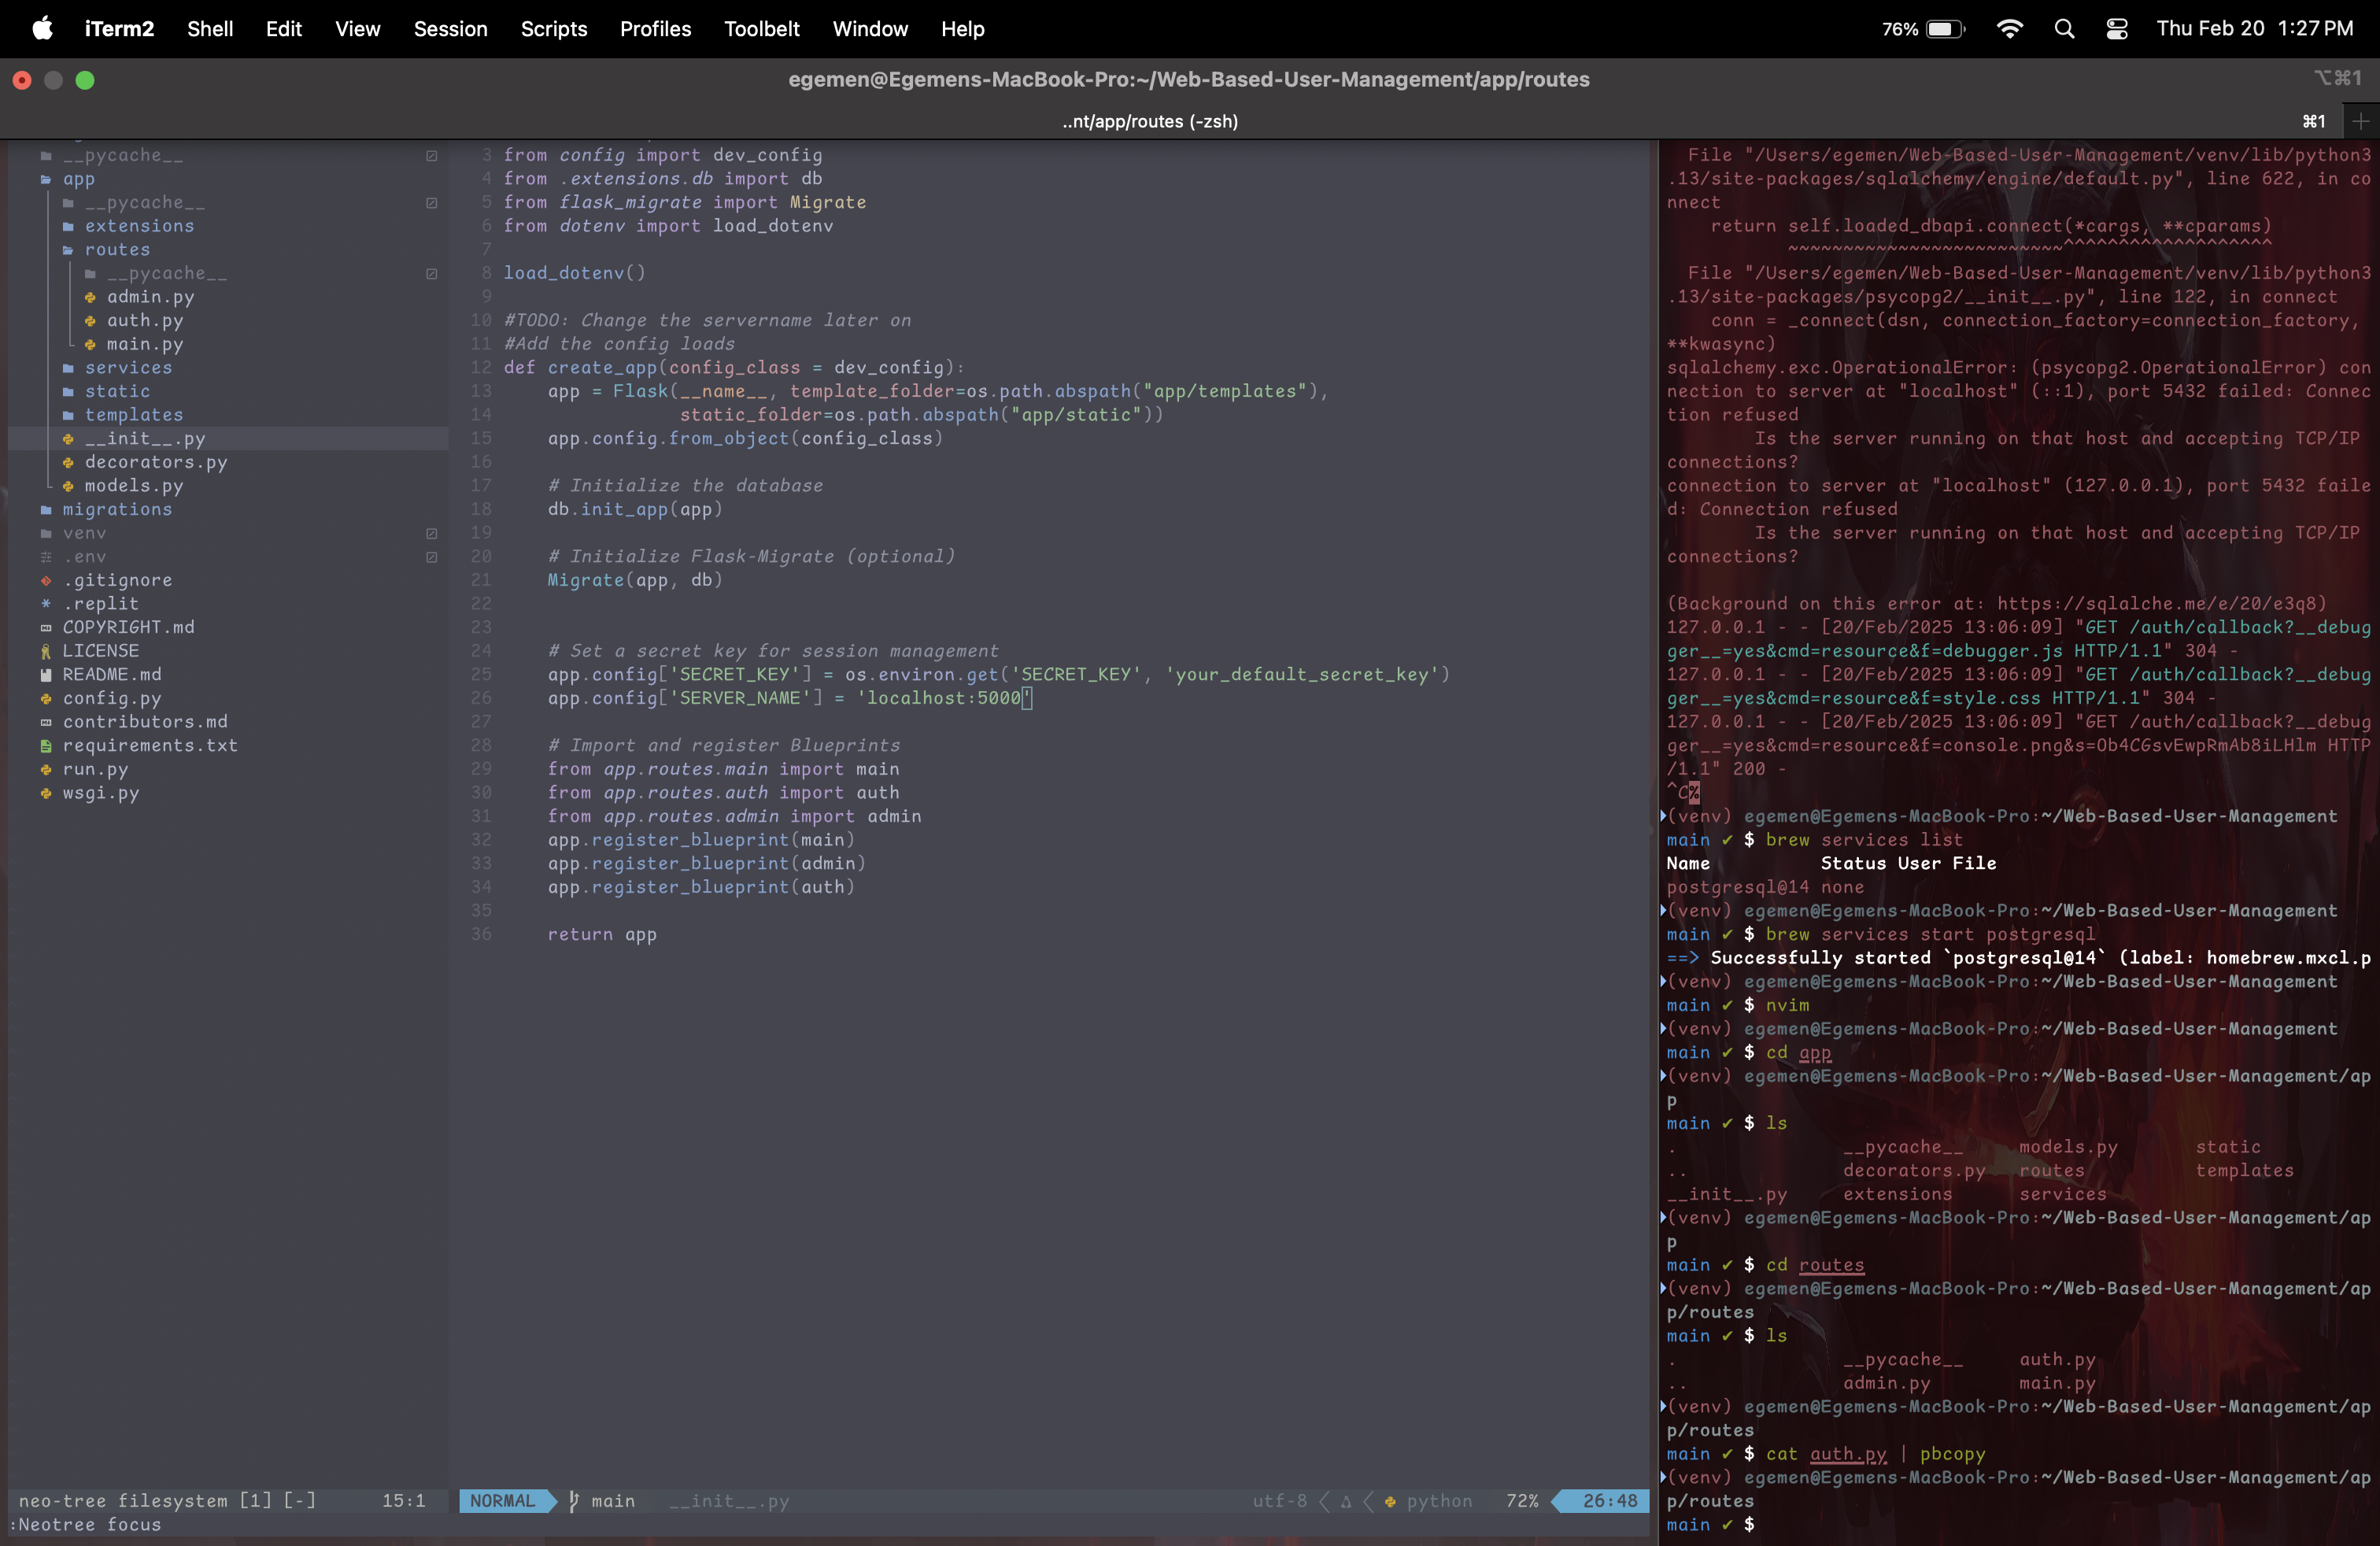 iTerm2 Shell Edit View Session Scripts Profiles Toolbelt Window Help 76% Thu Feb 20 1:27 PM
egemen@Egemens-MacBook-Pro:~/Web-Based-User-Management/app/routes ⌥⌘1
..nt/app/routes (-zsh) ⌘1
__pycache__
app
__pycache__
extensions
routes
__pycache__
admin.py
auth.py
main.py
services
static
templates
__init__.py
decorators.py
models.py
migrations
venv
.env
.gitignore
.replit
COPYRIGHT.md
LICENSE
README.md
config.py
contributors.md
requirements.txt
run.py
wsgi.py
neo-tree filesystem [1] [-] 15:1
:Neotree focus
3 from config import dev_config
4 from .extensions.db import db
5 from flask_migrate import Migrate
6 from dotenv import load_dotenv
7
8 load_dotenv()
9
10 #TODO: Change the servername later on
11 #Add the config loads
12 def create_app(config_class = dev_config):
13     app = Flask(__name__, template_folder=os.path.abspath("app/templates"),
14                 static_folder=os.path.abspath("app/static"))
15     app.config.from_object(config_class)
16
17     # Initialize the database
18     db.init_app(app)
19
20     # Initialize Flask-Migrate (optional)
21     Migrate(app, db)
22
23
24     # Set a secret key for session management
25     app.config['SECRET_KEY'] = os.environ.get('SECRET_KEY', 'your_default_secret_key')
26     app.config['SERVER_NAME'] = 'localhost:5000'
27
28     # Import and register Blueprints
29     from app.routes.main import main
30     from app.routes.auth import auth
31     from app.routes.admin import admin
32     app.register_blueprint(main)
33     app.register_blueprint(admin)
34     app.register_blueprint(auth)
35
36     return app
NORMAL main __init__.py utf-8 python 72% 26:48
  File "/Users/egemen/Web-Based-User-Management/venv/lib/python3
.13/site-packages/sqlalchemy/engine/default.py", line 622, in co
nnect
    return self.loaded_dbapi.connect(*cargs, **cparams)
           ~~~~~~~~~~~~~~~~~~~~~~~~~^^^^^^^^^^^^^^^^^^^
  File "/Users/egemen/Web-Based-User-Management/venv/lib/python3
.13/site-packages/psycopg2/__init__.py", line 122, in connect
    conn = _connect(dsn, connection_factory=connection_factory,
**kwasync)
sqlalchemy.exc.OperationalError: (psycopg2.OperationalError) con
nection to server at "localhost" (::1), port 5432 failed: Connec
tion refused
        Is the server running on that host and accepting TCP/IP
connections?
connection to server at "localhost" (127.0.0.1), port 5432 faile
d: Connection refused
        Is the server running on that host and accepting TCP/IP
connections?
(Background on this error at: https://sqlalche.me/e/20/e3q8)
127.0.0.1 - - [20/Feb/2025 13:06:09] "GET /auth/callback?__debug
ger__=yes&cmd=resource&f=debugger.js HTTP/1.1" 304 -
127.0.0.1 - - [20/Feb/2025 13:06:09] "GET /auth/callback?__debug
ger__=yes&cmd=resource&f=style.css HTTP/1.1" 304 -
127.0.0.1 - - [20/Feb/2025 13:06:09] "GET /auth/callback?__debug
ger__=yes&cmd=resource&f=console.png&s=Ob4CGsvEwpRmAb8iLHlm HTTP
/1.1" 200 -
^C%
(venv) egemen@Egemens-MacBook-Pro:~/Web-Based-User-Management
main ✔ $ brew services list
Name          Status User File
postgresql@14 none
(venv) egemen@Egemens-MacBook-Pro:~/Web-Based-User-Management
main ✔ $ brew services start postgresql
==> Successfully started `postgresql@14` (label: homebrew.mxcl.p
(venv) egemen@Egemens-MacBook-Pro:~/Web-Based-User-Management
main ✔ $ nvim
(venv) egemen@Egemens-MacBook-Pro:~/Web-Based-User-Management
main ✔ $ cd app
(venv) egemen@Egemens-MacBook-Pro:~/Web-Based-User-Management/ap
p
main ✔ $ ls
.               __pycache__     models.py       static
..              decorators.py   routes          templates
__init__.py     extensions      services
(venv) egemen@Egemens-MacBook-Pro:~/Web-Based-User-Management/ap
p
main ✔ $ cd routes
(venv) egemen@Egemens-MacBook-Pro:~/Web-Based-User-Management/ap
p/routes
main ✔ $ ls
.               __pycache__     auth.py
..              admin.py        main.py
(venv) egemen@Egemens-MacBook-Pro:~/Web-Based-User-Management/ap
p/routes
main ✔ $ cat auth.py | pbcopy
(venv) egemen@Egemens-MacBook-Pro:~/Web-Based-User-Management/ap
p/routes
main ✔ $